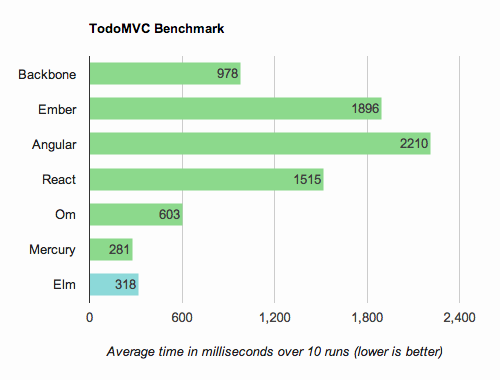 TodoMVC Benchmark
Backbone 978
Ember 1896
Angular 2210
React 1515
Om 603
Mercury 281
Elm 318
0 600 1,200 1,800 2,400
Average time in milliseconds over 10 runs (lower is better)